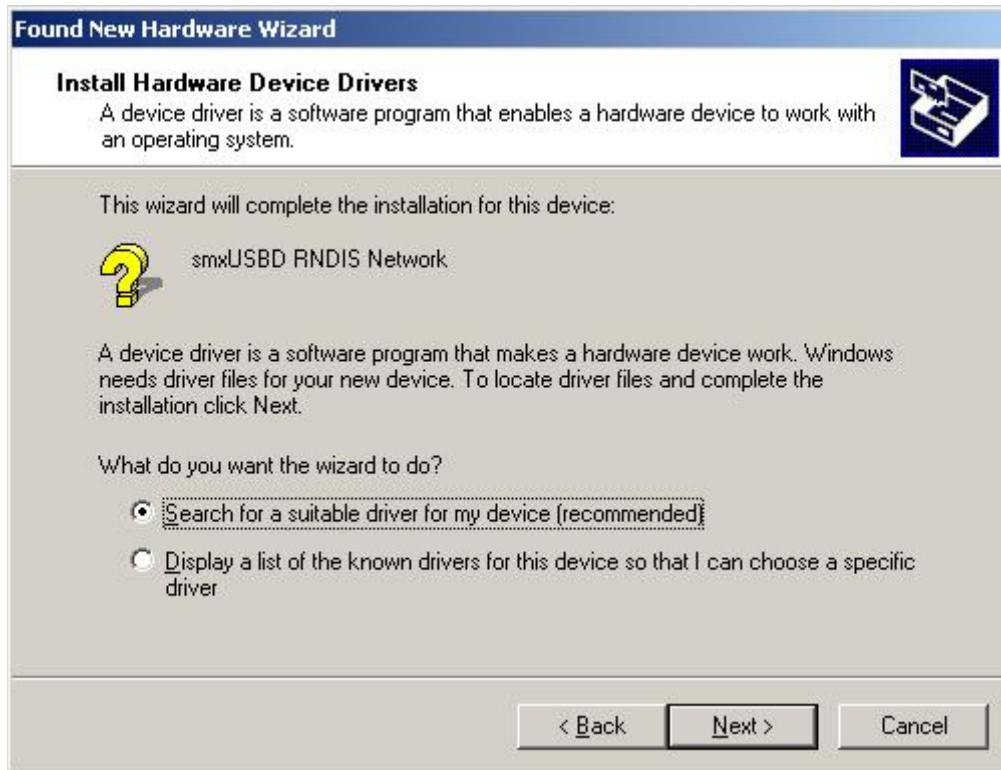 Found New Hardware Wizard
Install Hardware Device Drivers
A device driver is a software program that enables a hardware device to work with
an operating system.
This wizard will complete the installation for this device:
smxUSBD RNDIS Network
A device driver is a software program that makes a hardware device work. Windows
needs driver files for your new device. To locate driver files and complete the
installation click Next.
What do you want the wizard to do?
Search for a suitable driver for my device (recommended)
Display a list of the known drivers for this device so that I can choose a specific
driver
< Back
Next >
Cancel